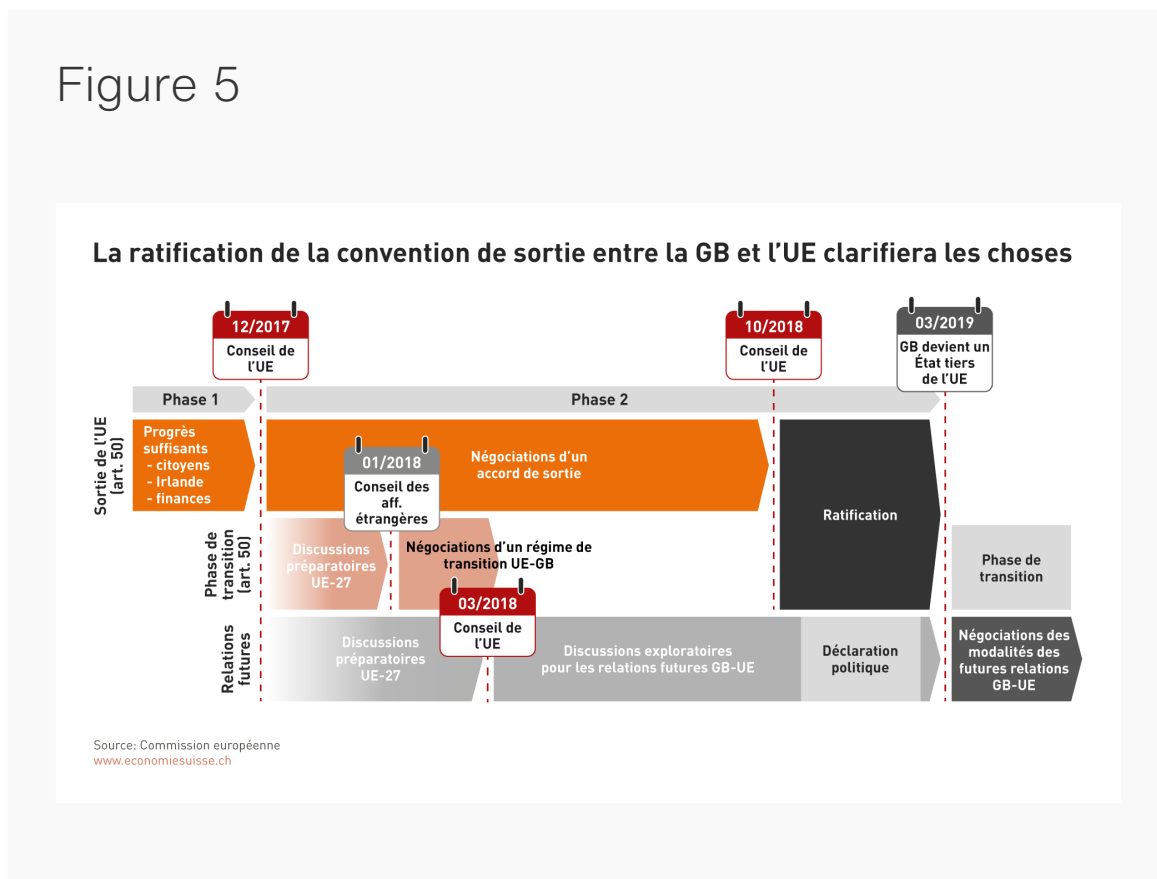 Figure 5
La ratification de la convention de sortie entre la GB et l’UE clarifiera les choses
12/2017
Conseil de
l’UE
10/2018
Conseil de
l’UE
03/2019
GB devient un
État tiers
de l’UE
Phase 1
Phase 2
Sortie de l’UE
(art. 50)
Progrès
suffisants
- citoyens
- Irlande
- finances
01/2018
Conseil des
aff.
étrangères
Négociations d’un
accord de sortie
Ratification
Phase de
transition
(art. 50)
Discussions
préparatoires
UE-27
Négociations d’un régime de
transition UE-GB
Phase de
transition
03/2018
Conseil de
l’UE
Relations
futures
Discussions
préparatoires
UE-27
Discussions exploratoires
pour les relations futures GB-UE
Déclaration
politique
Négociations des
modalités des
futures relations
GB-UE
Source: Commission européenne
www.economiesuisse.ch